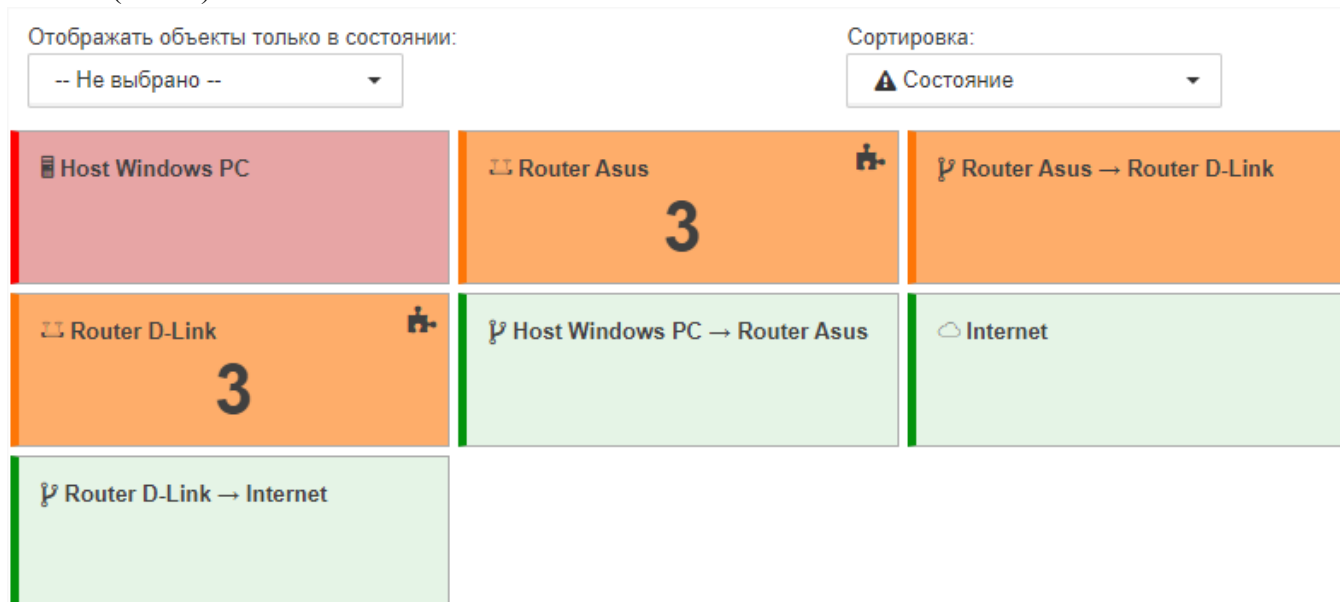 Отображать объекты только в состоянии:
Сортировка:
-- Не выбрано --
Состояние
Host Windows PC
Router Asus
3
Router Asus → Router D-Link
Router D-Link
3
Host Windows PC → Router Asus
Internet
Router D-Link → Internet